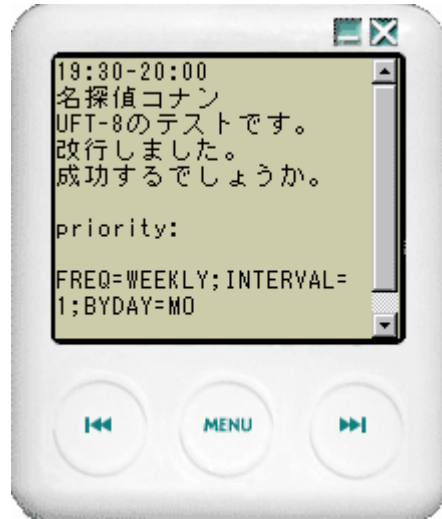 19:30-20:00
名探偵コナン
UFT-8のテストです。
改行しました。
成功するでしょうか。
priority:
FREQ=WEEKLY;INTERVAL=
1;BYDAY=MO
MENU